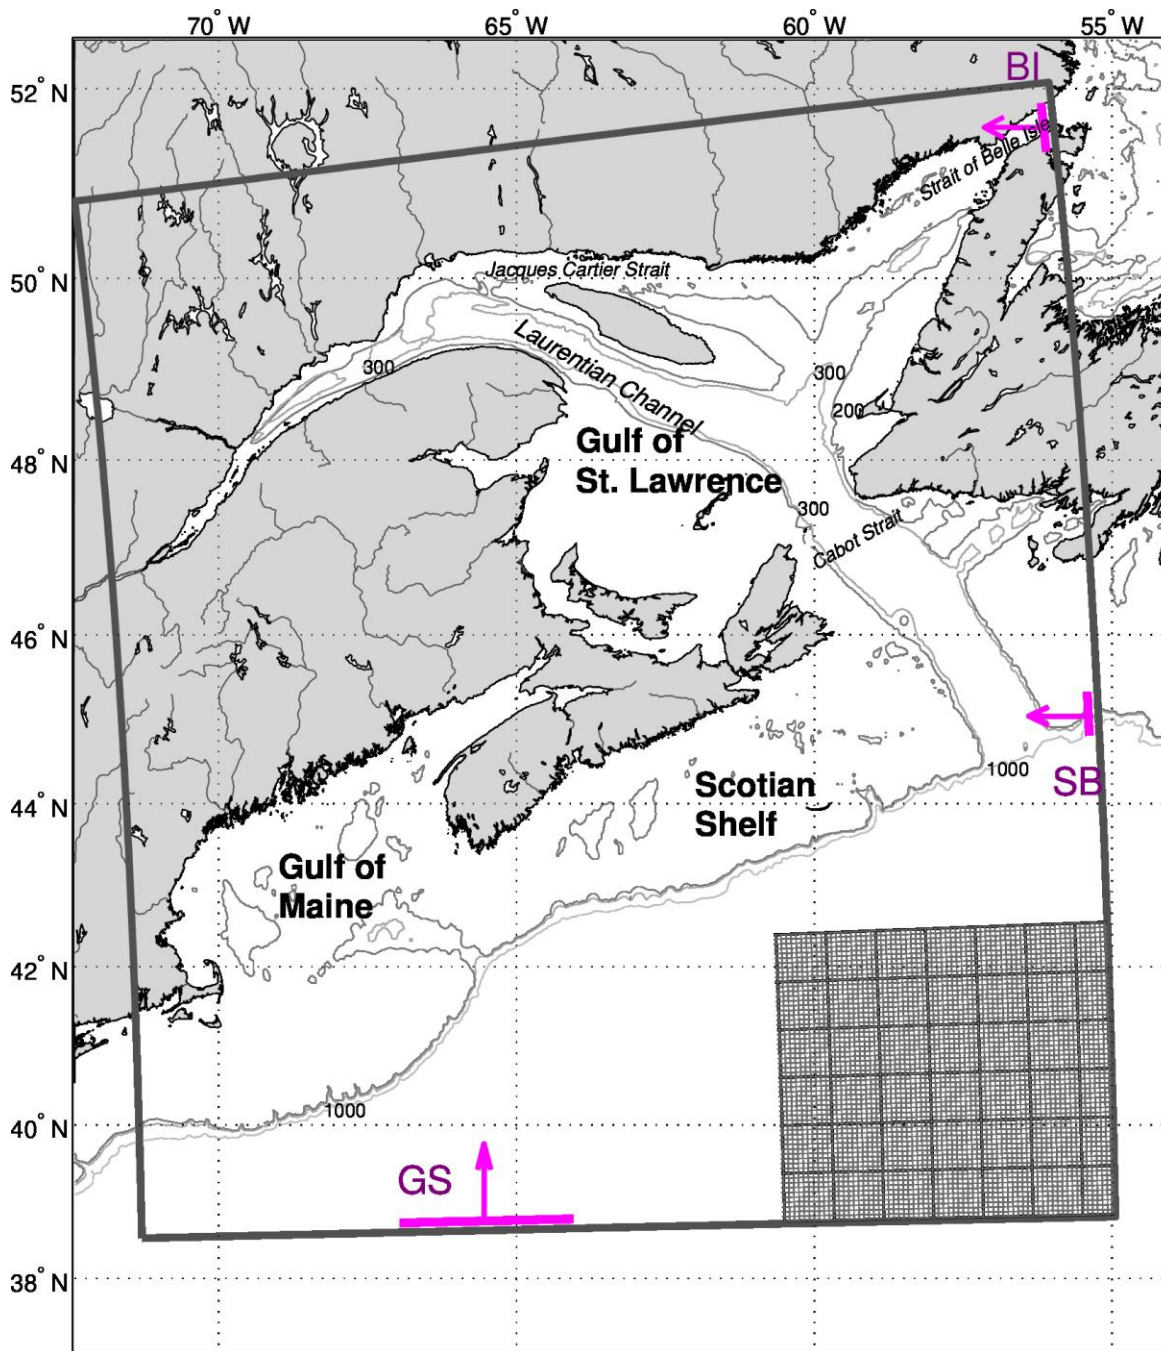 70° W 65° W 60° W 55° W
BI
52° N
Strait of Belle Isle
50° N
Jacques Cartier Strait
Laurentian Channel
300
300
200
Gulf of
St. Lawrence
48° N
300
Cabot Strait
46° N
1000
SB
Scotian
Shelf
44° N
Gulf of
Maine
42° N
1000
40° N
GS
38° N